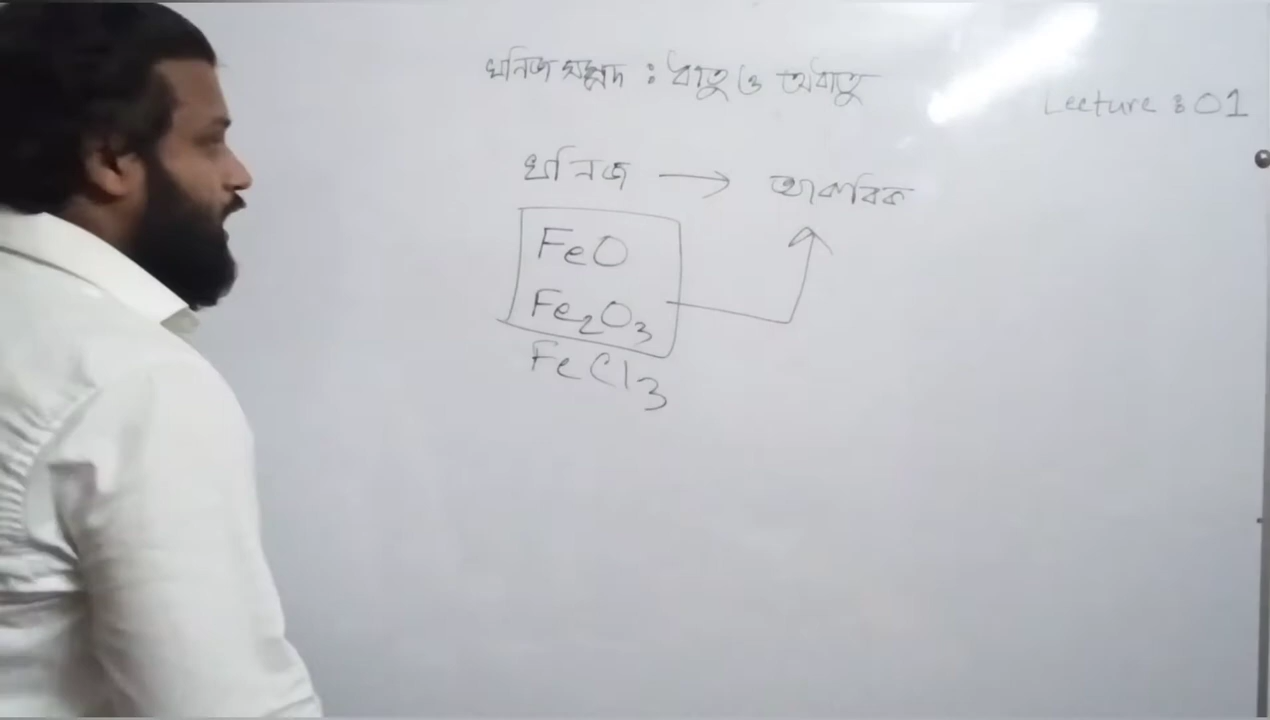 খনিজ সম্পদ : ধাতু ও অধাতু
Lecture : 01
খনিজ → আকরিক
FeO
Fe₂O₃
FeCl₃